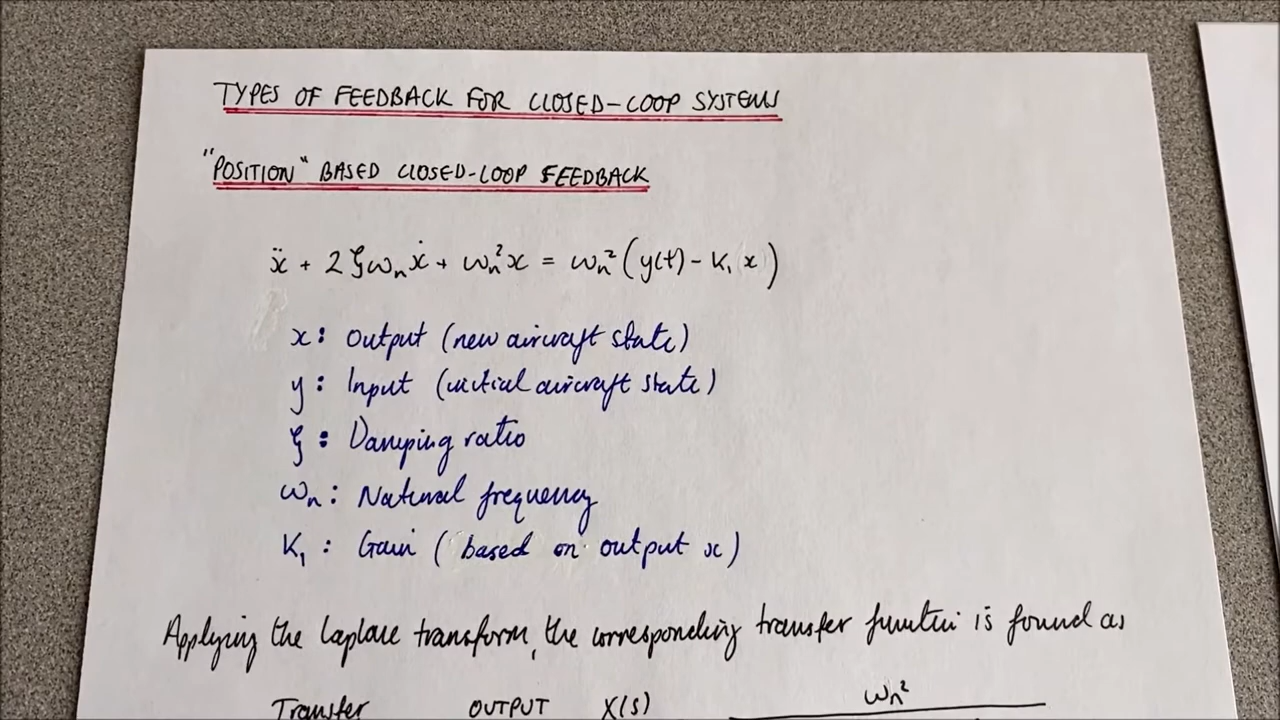 TYPES OF FEEDBACK FOR CLOSED-LOOP SYSTEMS
"POSITION" BASED CLOSED-LOOP FEEDBACK
ẍ + 2ζωₙẋ + ωₙ²x = ωₙ²(y(t) - K₁ x)
x: Output (new aircraft state)
y: Input (initial aircraft state)
ζ: Damping ratio
ωₙ: Natural frequency
K₁: Gain (based on output x)
Applying the Laplace transform, the corresponding transfer function is found as
Transfer OUTPUT X(s) ωₙ²